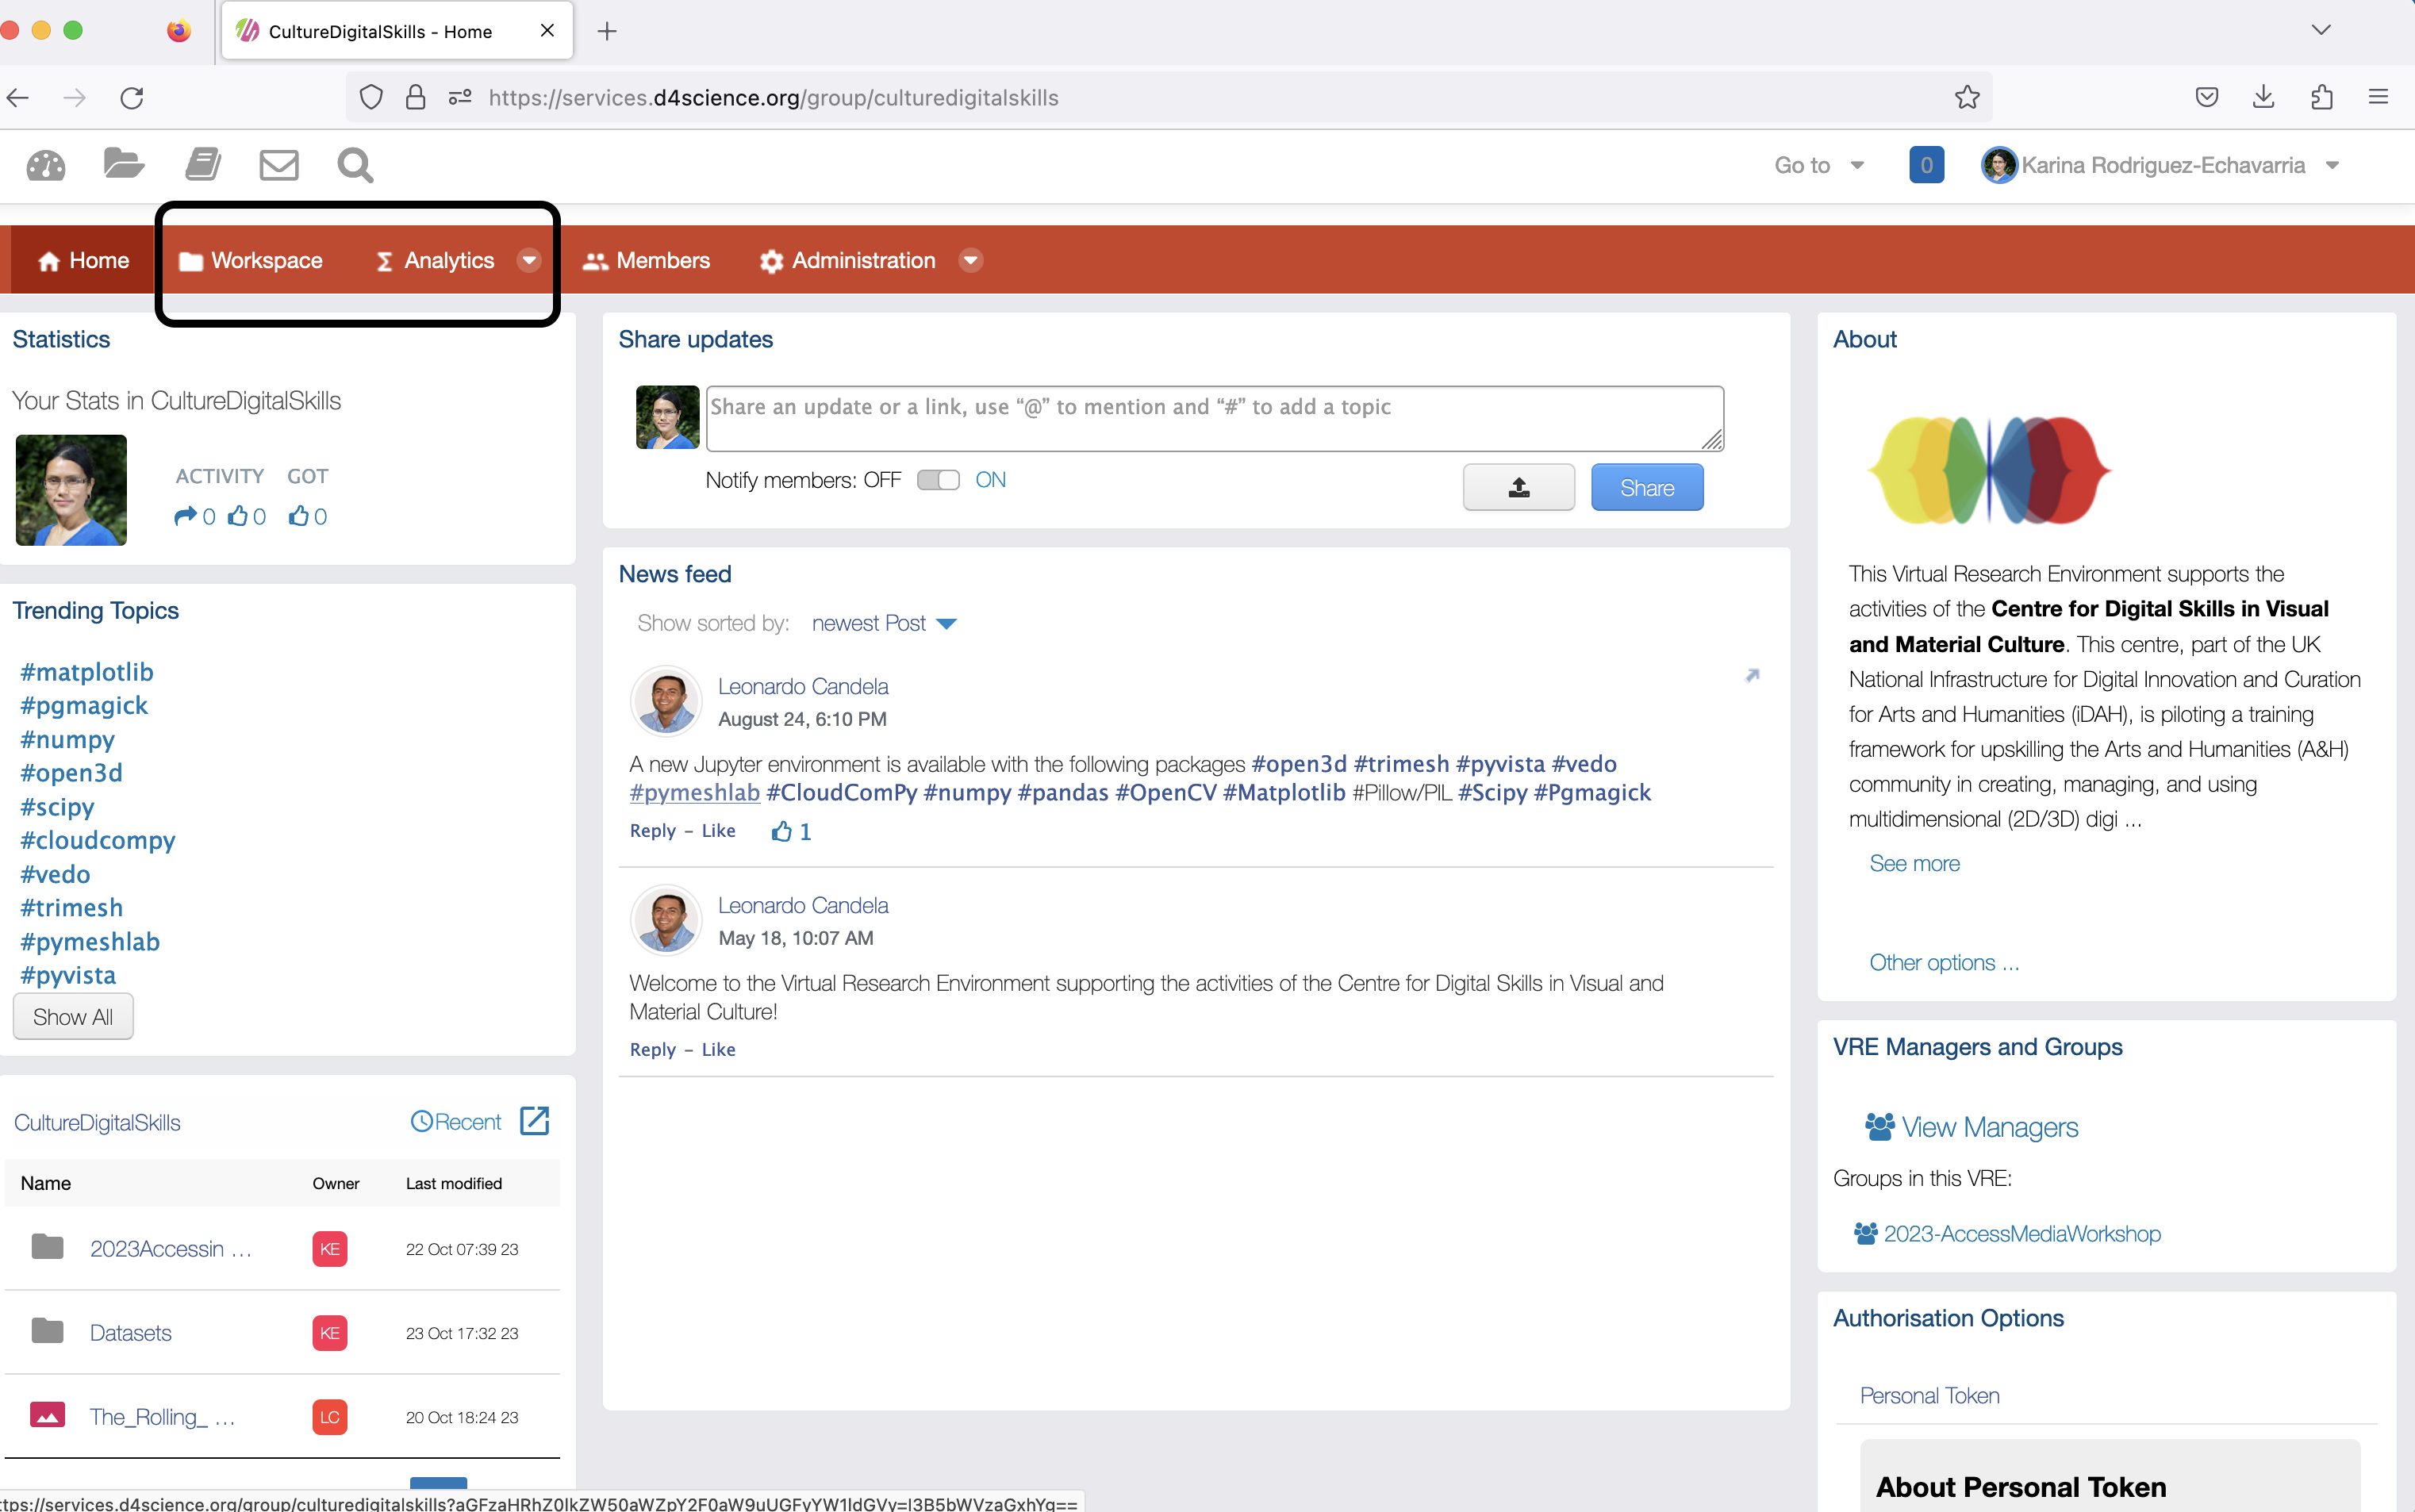 CultureDigitalSkills - Home
https://services.d4science.org/group/culturedigitalskills
Go to
0
Karina Rodriguez-Echavarria
Home
Workspace
Analytics
Members
Administration
Statistics
Your Stats in CultureDigitalSkills
ACTIVITY GOT
0 0 0
Trending Topics
#matplotlib
#pgmagick
#numpy
#open3d
#scipy
#cloudcompy
#vedo
#trimesh
#pymeshlab
#pyvista
Show All
CultureDigitalSkills Recent
Name Owner Last modified
2023Accessin ... KE 22 Oct 07:39 23
Datasets KE 23 Oct 17:32 23
The_Rolling_ ... LC 20 Oct 18:24 23
Share updates
Share an update or a link, use “@” to mention and “#” to add a topic
Notify members: OFF ON
Share
News feed
Show sorted by: newest Post
Leonardo Candela
August 24, 6:10 PM
A new Jupyter environment is available with the following packages #open3d #trimesh #pyvista #vedo
#pymeshlab #CloudComPy #numpy #pandas #OpenCV #Matplotlib #Pillow/PIL #Scipy #Pgmagick
Reply - Like 1
Leonardo Candela
May 18, 10:07 AM
Welcome to the Virtual Research Environment supporting the activities of the Centre for Digital Skills in Visual and
Material Culture!
Reply - Like
About
This Virtual Research Environment supports the
activities of the Centre for Digital Skills in Visual
and Material Culture. This centre, part of the UK
National Infrastructure for Digital Innovation and Curation
for Arts and Humanities (iDAH), is piloting a training
framework for upskilling the Arts and Humanities (A&H)
community in creating, managing, and using
multidimensional (2D/3D) digi ...
See more
Other options ...
VRE Managers and Groups
View Managers
Groups in this VRE:
2023-AccessMediaWorkshop
Authorisation Options
Personal Token
About Personal Token